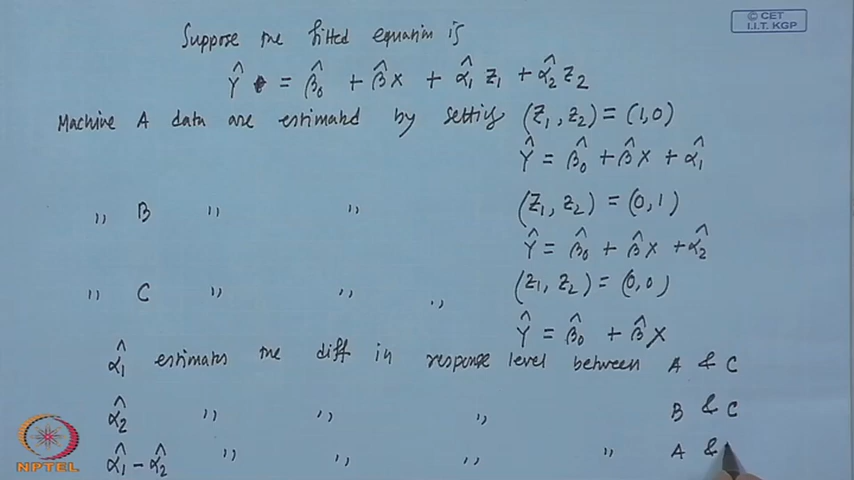 © CET
I.I.T. KGP
Suppose the fitted equation is
Ŷ = β̂₀ + β̂X + α̂₁ Z₁ + α̂₂ Z₂
Machine A data are estimated by setting (Z₁, Z₂) = (1,0)
Ŷ = β̂₀ + β̂X + α̂₁
,, B ,, ,, (Z₁, Z₂) = (0,1)
Ŷ = β̂₀ + β̂X + α̂₂
,, C ,, ,, ,, (Z₁, Z₂) = (0,0)
Ŷ = β̂₀ + β̂X
α̂₁ estimates the diff in response level between A & C
α̂₂ ,, ,, ,, B & C
α̂₁ - α̂₂ ,, ,, ,, ,, A &
NPTEL